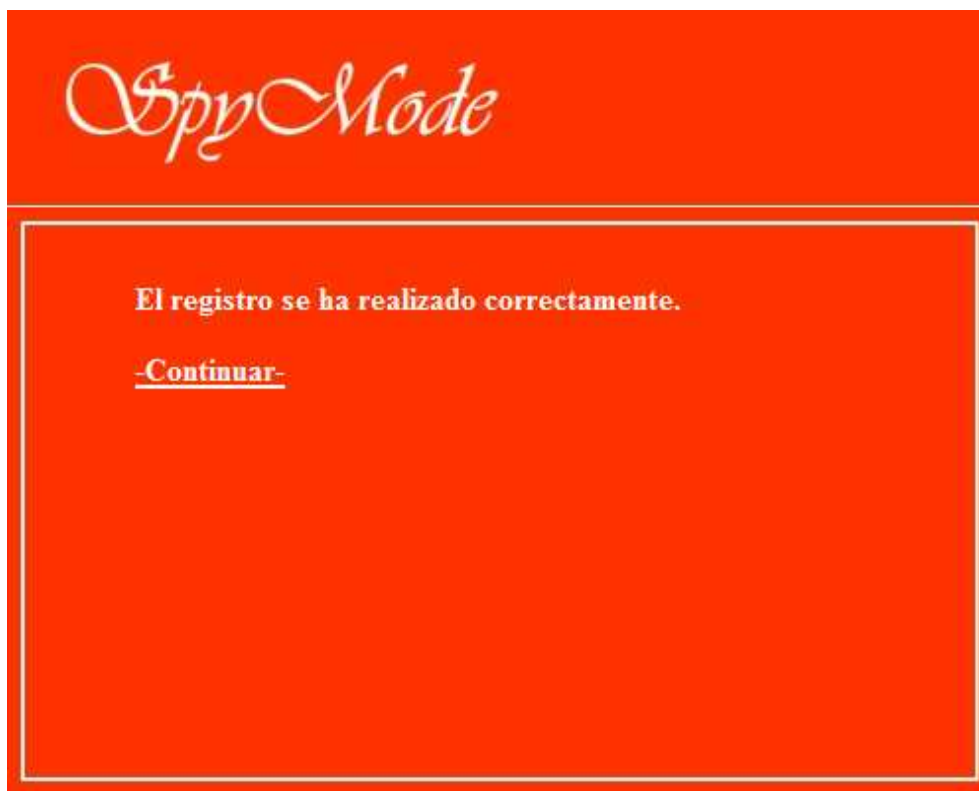 SpyMode
El registro se ha realizado correctamente.
-Continuar-